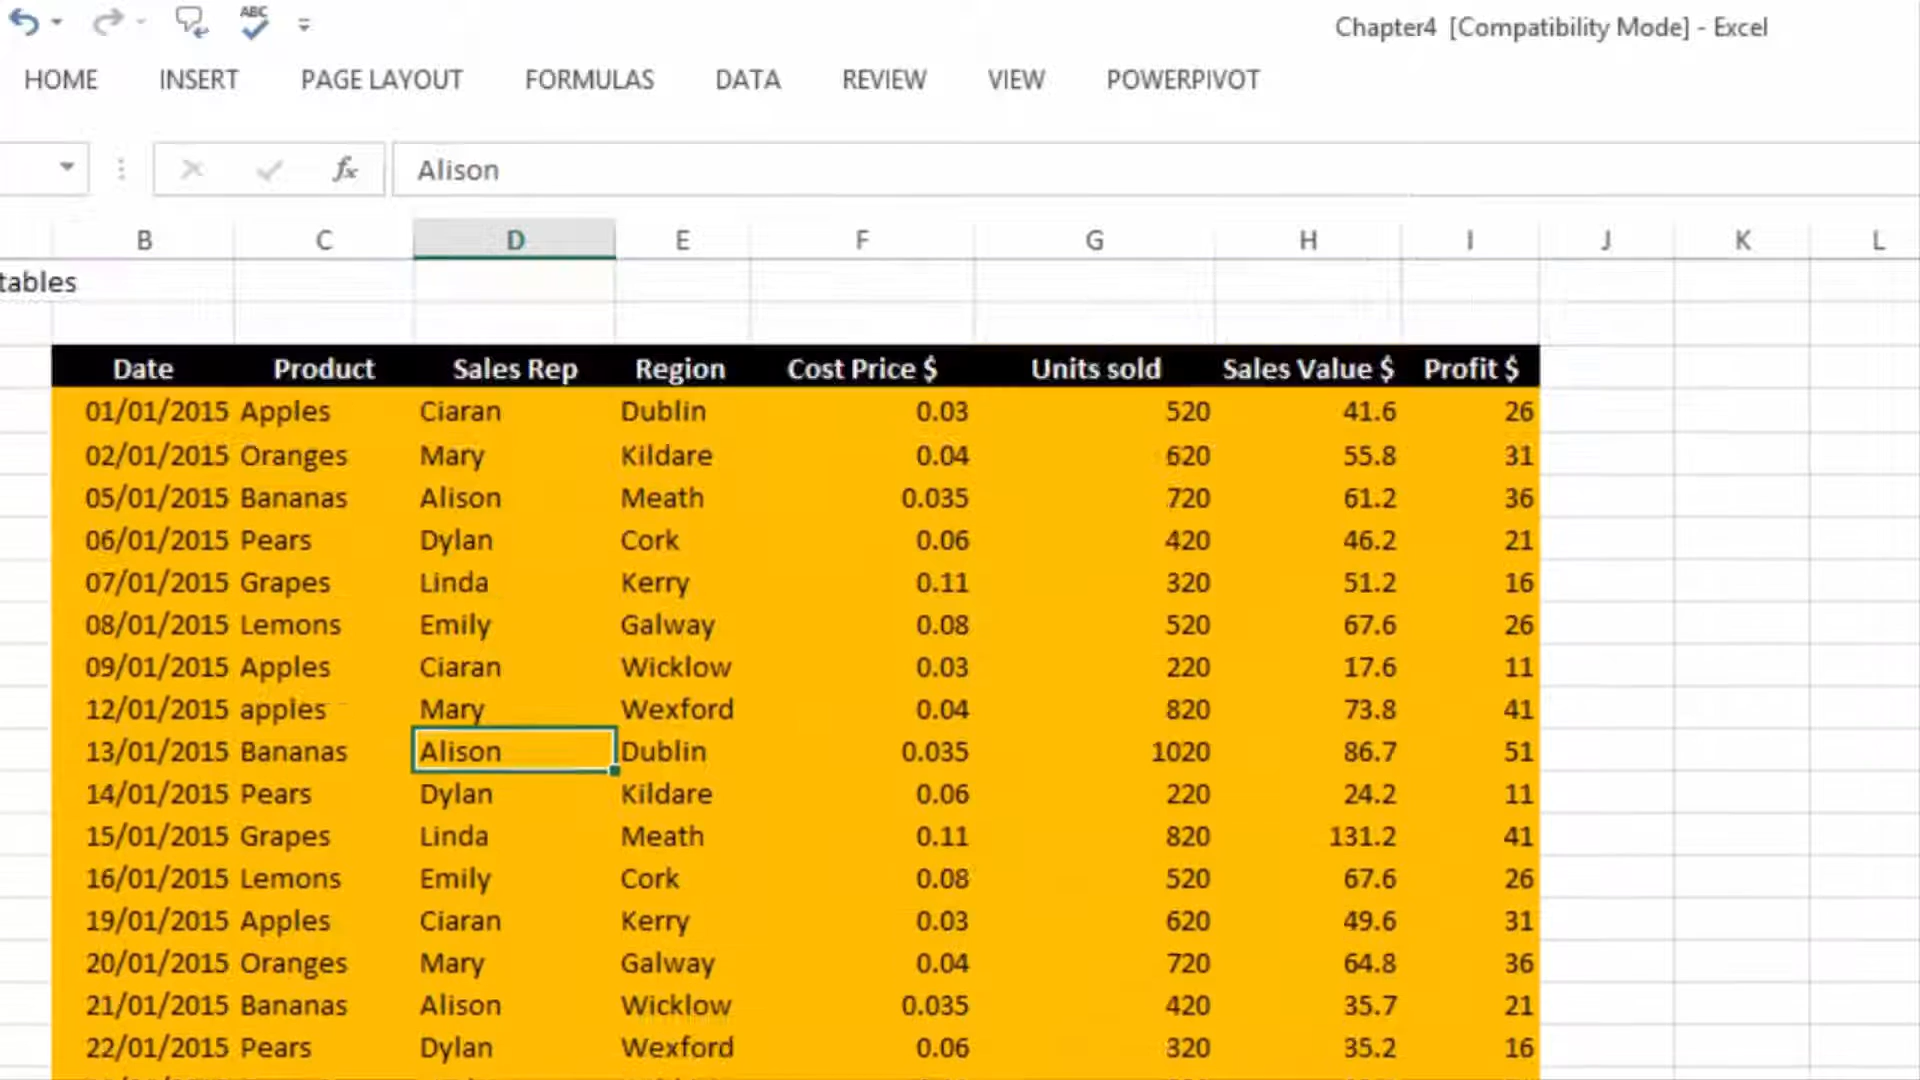 ABC
Chapter4 [Compatibility Mode] - Excel
HOME INSERT PAGE LAYOUT FORMULAS DATA REVIEW VIEW POWERPIVOT
fx Alison
B C D E F G H I J K L
tables
Date Product Sales Rep Region Cost Price $ Units sold Sales Value $ Profit $
01/01/2015 Apples Ciaran Dublin 0.03 520 41.6 26
02/01/2015 Oranges Mary Kildare 0.04 620 55.8 31
05/01/2015 Bananas Alison Meath 0.035 720 61.2 36
06/01/2015 Pears Dylan Cork 0.06 420 46.2 21
07/01/2015 Grapes Linda Kerry 0.11 320 51.2 16
08/01/2015 Lemons Emily Galway 0.08 520 67.6 26
09/01/2015 Apples Ciaran Wicklow 0.03 220 17.6 11
12/01/2015 apples Mary Wexford 0.04 820 73.8 41
13/01/2015 Bananas Alison Dublin 0.035 1020 86.7 51
14/01/2015 Pears Dylan Kildare 0.06 220 24.2 11
15/01/2015 Grapes Linda Meath 0.11 820 131.2 41
16/01/2015 Lemons Emily Cork 0.08 520 67.6 26
19/01/2015 Apples Ciaran Kerry 0.03 620 49.6 31
20/01/2015 Oranges Mary Galway 0.04 720 64.8 36
21/01/2015 Bananas Alison Wicklow 0.035 420 35.7 21
22/01/2015 Pears Dylan Wexford 0.06 320 35.2 16